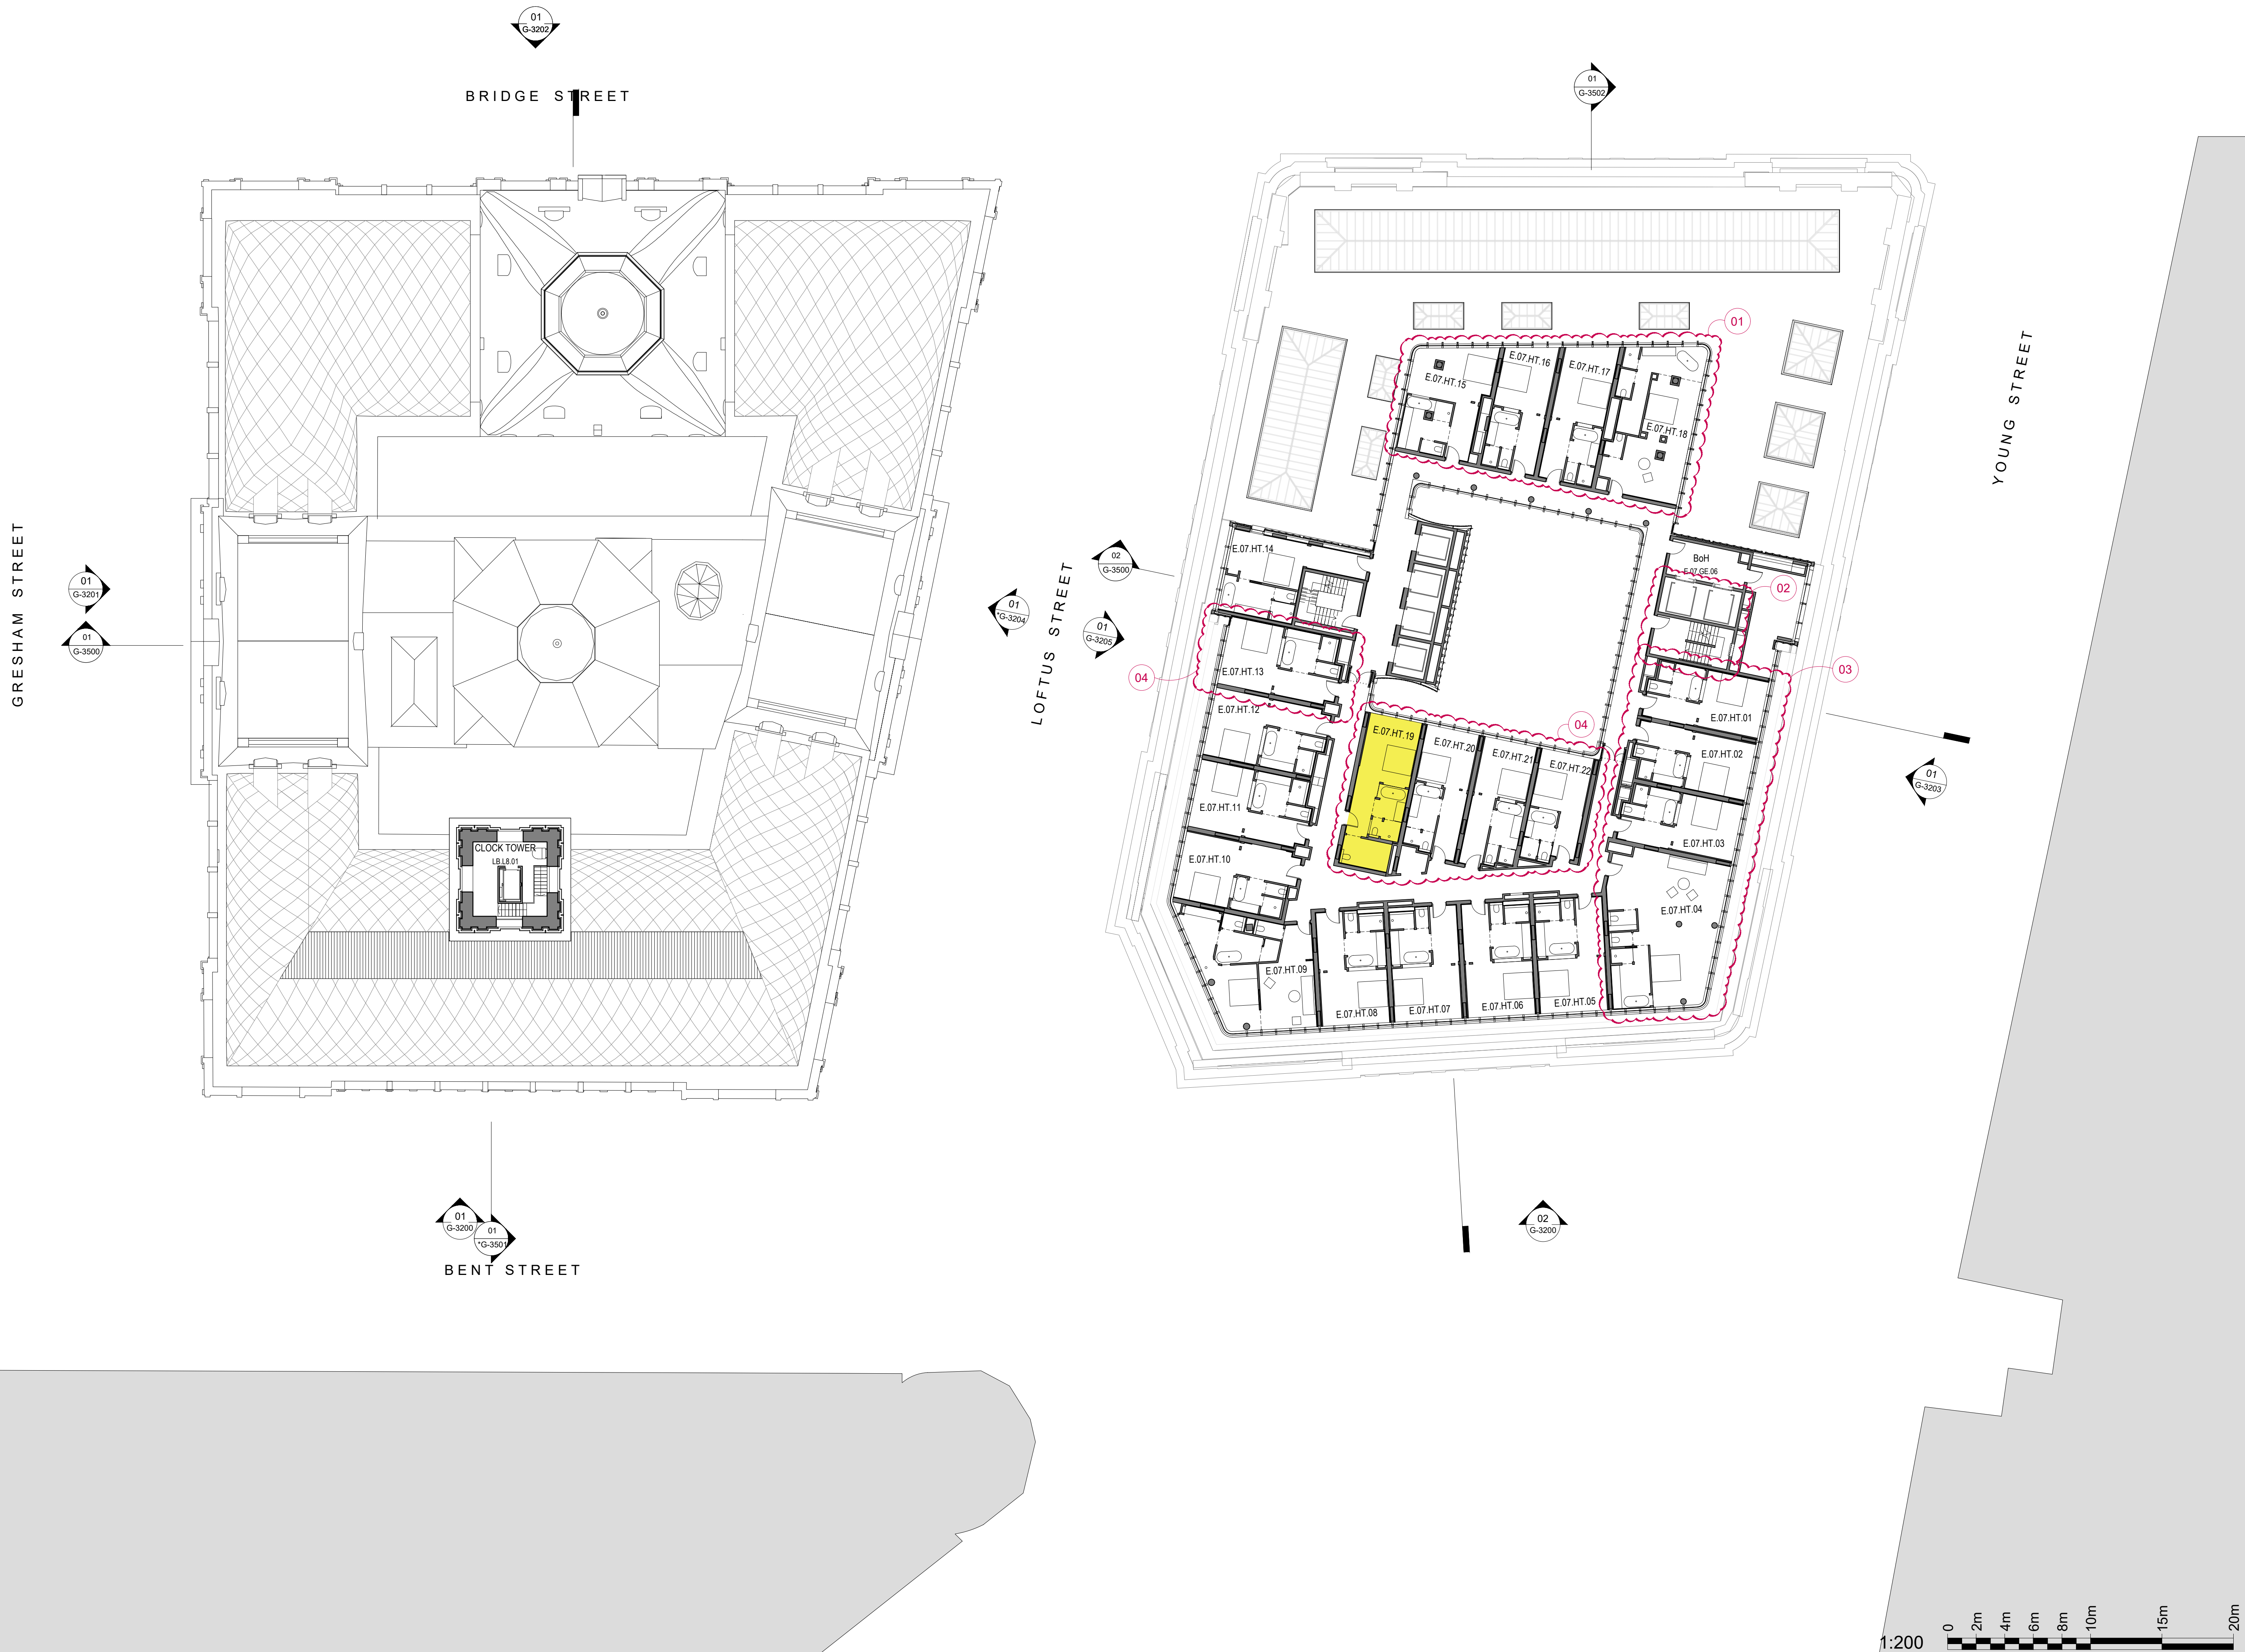 01
G-3202
BRIDGE STREET
01
G-3502
GRESHAM STREET
01
G-3201
01
G-3500
01
*G-3204
LOFTUS STREET
02
G-3500
01
G-3205
YOUNG STREET
01
G-3203
01
02
03
04
04
E.07.HT.15
E.07.HT.16
E.07.HT.17
E.07.HT.18
E.07.HT.14
BoH
E.07.GE.06
E.07.HT.13
E.07.HT.12
E.07.HT.11
E.07.HT.10
E.07.HT.19
E.07.HT.20
E.07.HT.21
E.07.HT.22
E.07.HT.01
E.07.HT.02
E.07.HT.03
E.07.HT.04
E.07.HT.09
E.07.HT.08
E.07.HT.07
E.07.HT.06
E.07.HT.05
CLOCK TOWER
LB.L8.01
01
G-3200
01
*G-3501
BENT STREET
02
G-3200
1:200
0
2m
4m
6m
8m
10m
15m
20m